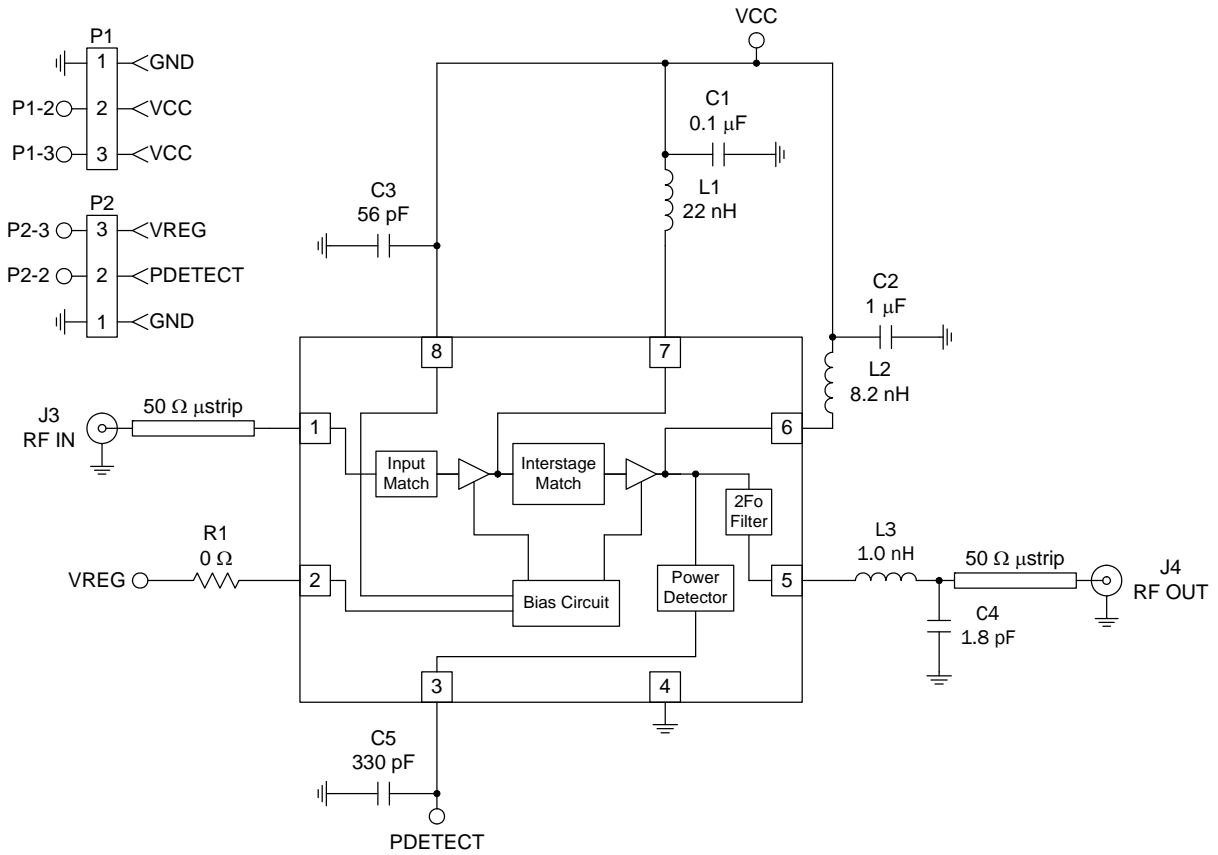 VCC
P1
1
GND
P1-2
2
VCC
P1-3
3
VCC
P2
P2-3
3
VREG
P2-2
2
PDETECT
1
GND
C1
0.1 μF
L1
22 nH
C3
56 pF
C2
1 μF
L2
8.2 nH
8
7
J3
RF IN
50 Ω μstrip
1
6
Input
Match
Interstage
Match
2Fo
Filter
R1
0 Ω
VREG
2
Bias Circuit
Power
Detector
5
L3
1.0 nH
50 Ω μstrip
J4
RF OUT
C4
1.8 pF
3
4
C5
330 pF
PDETECT